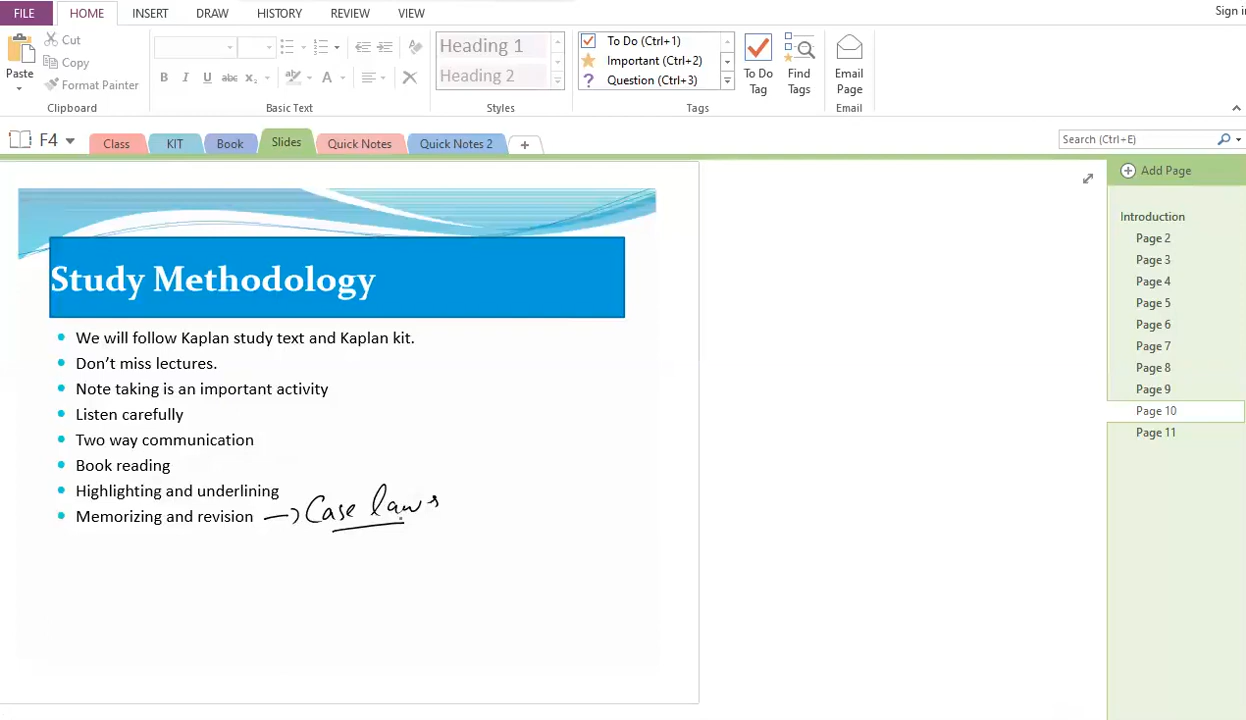 FILE HOME INSERT DRAW HISTORY REVIEW VIEW Sign in
Paste
Cut
Copy
Format Painter
Clipboard
B I U abc x₂ A
Basic Text
Heading 1
Heading 2
Styles
To Do (Ctrl+1)
Important (Ctrl+2)
Question (Ctrl+3)
Tags
To Do Tag
Find Tags
Email Page
Email
F4 Class KIT Book Slides Quick Notes Quick Notes 2 Search (Ctrl+E)
Study Methodology
• We will follow Kaplan study text and Kaplan kit.
• Don’t miss lectures.
• Note taking is an important activity
• Listen carefully
• Two way communication
• Book reading
• Highlighting and underlining
• Memorizing and revision → Case laws
Add Page
Introduction
Page 2
Page 3
Page 4
Page 5
Page 6
Page 7
Page 8
Page 9
Page 10
Page 11